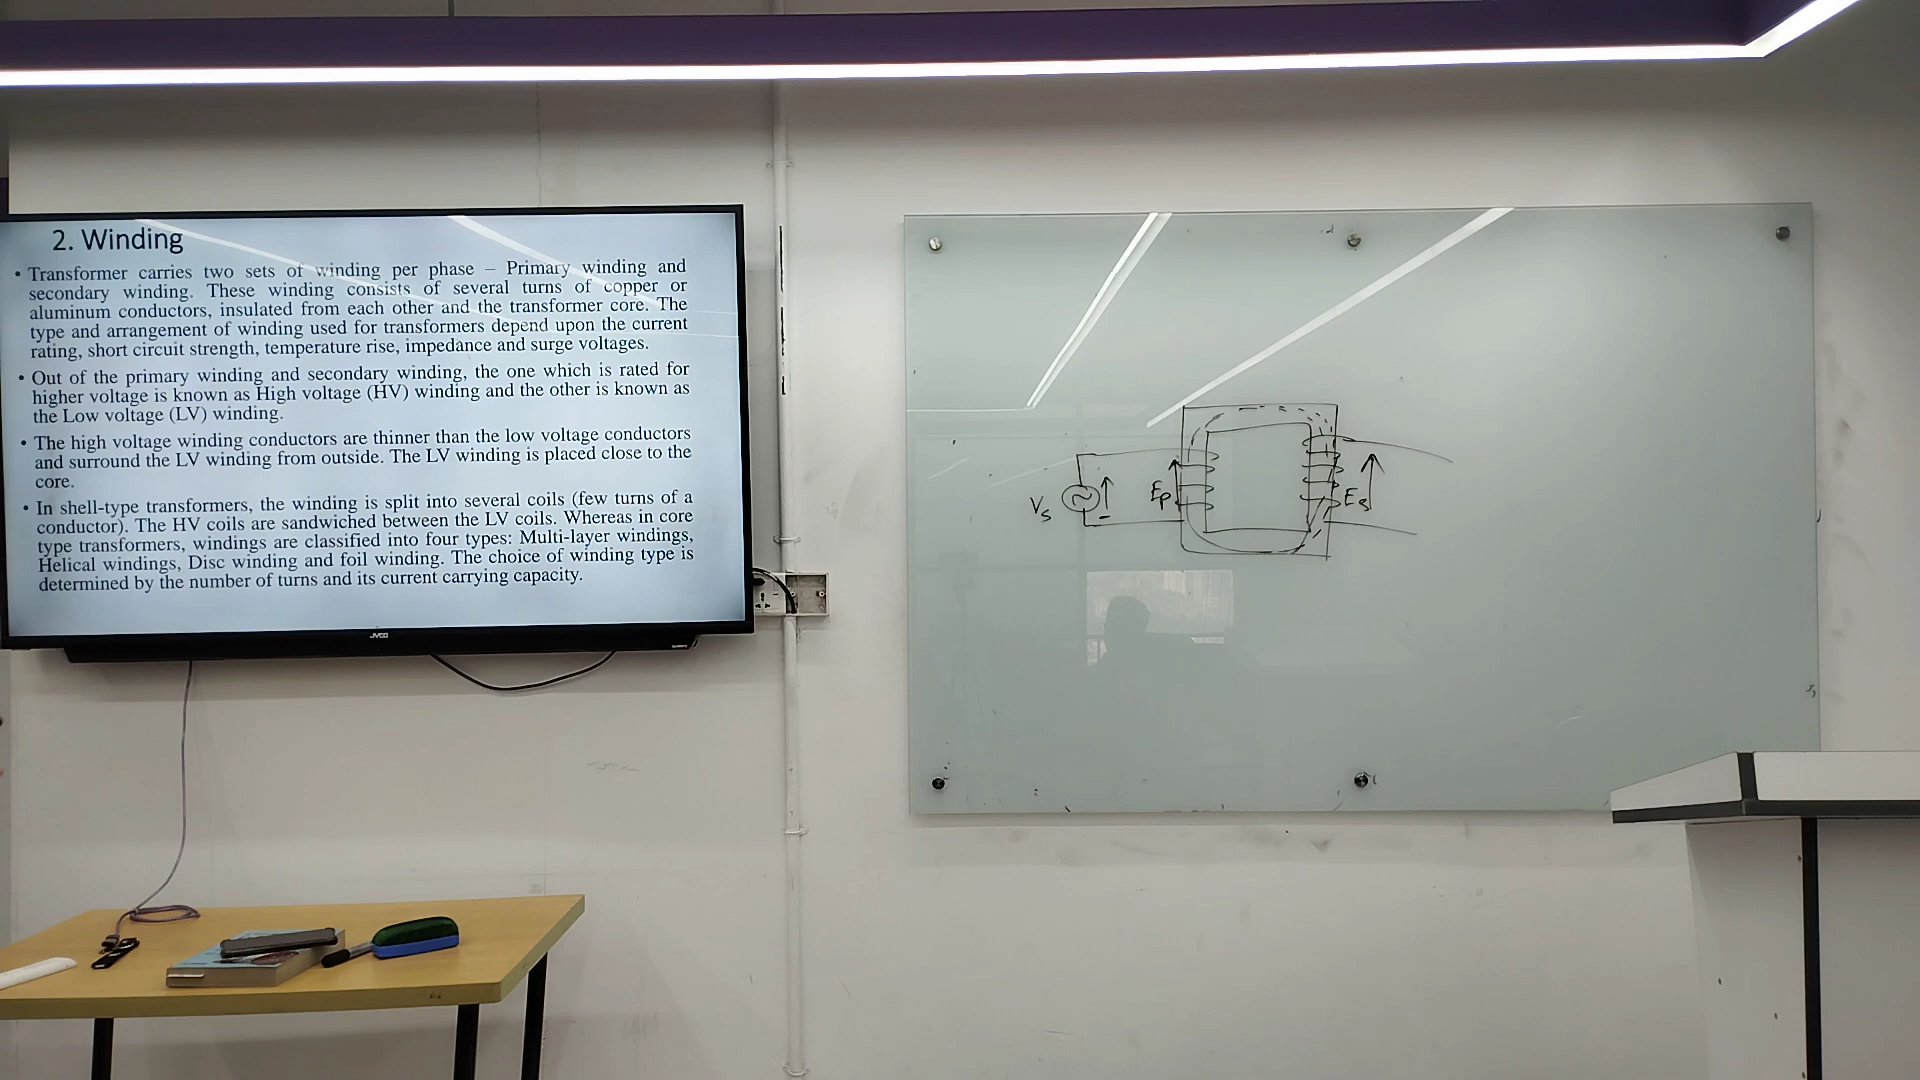 2. Winding
• Transformer carries two sets of winding per phase – Primary winding and
secondary winding. These winding consists of several turns of copper or
aluminum conductors, insulated from each other and the transformer core. The
type and arrangement of winding used for transformers depend upon the current
rating, short circuit strength, temperature rise, impedance and surge voltages.
• Out of the primary winding and secondary winding, the one which is rated for
higher voltage is known as High voltage (HV) winding and the other is known as
the Low voltage (LV) winding.
• The high voltage winding conductors are thinner than the low voltage conductors
and surround the LV winding from outside. The LV winding is placed close to the
core.
• In shell-type transformers, the winding is split into several coils (few turns of a
conductor). The HV coils are sandwiched between the LV coils. Whereas in core
type transformers, windings are classified into four types: Multi-layer windings,
Helical windings, Disc winding and foil winding. The choice of winding type is
determined by the number of turns and its current carrying capacity.
JVCO
Vs
Ep
Es